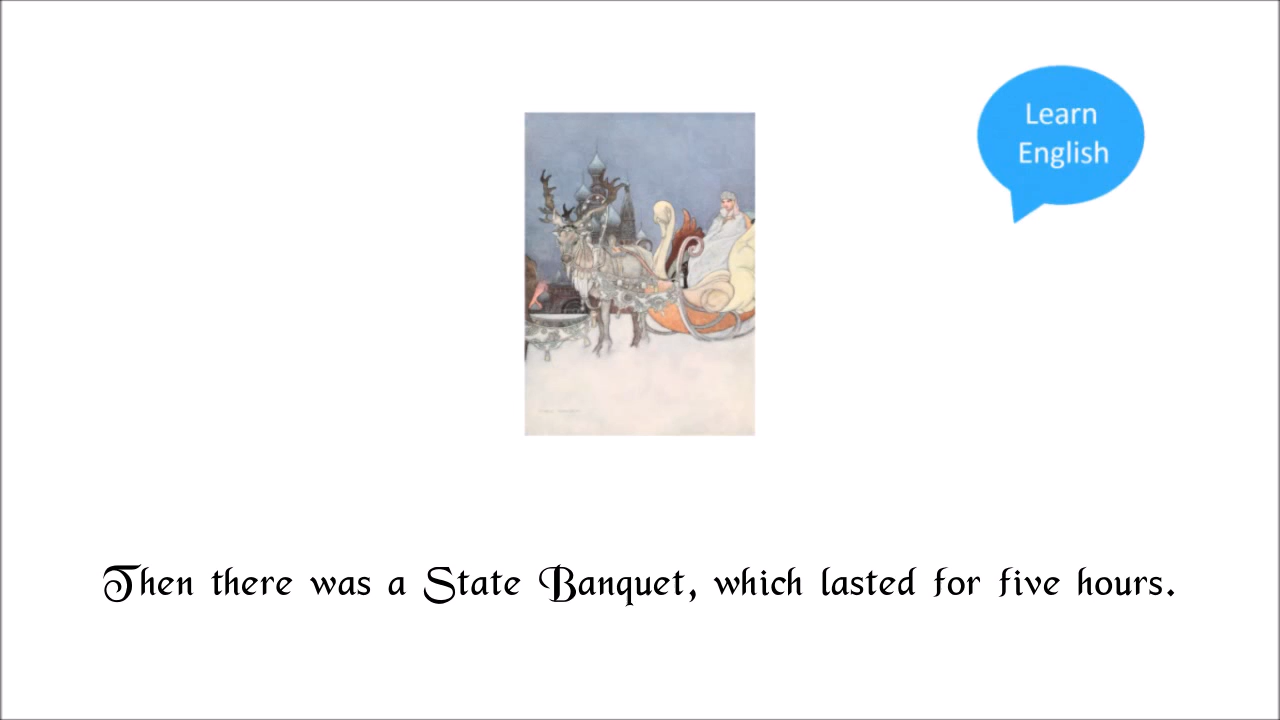 Learn
English
Then there was a State Banquet, which lasted for five hours.